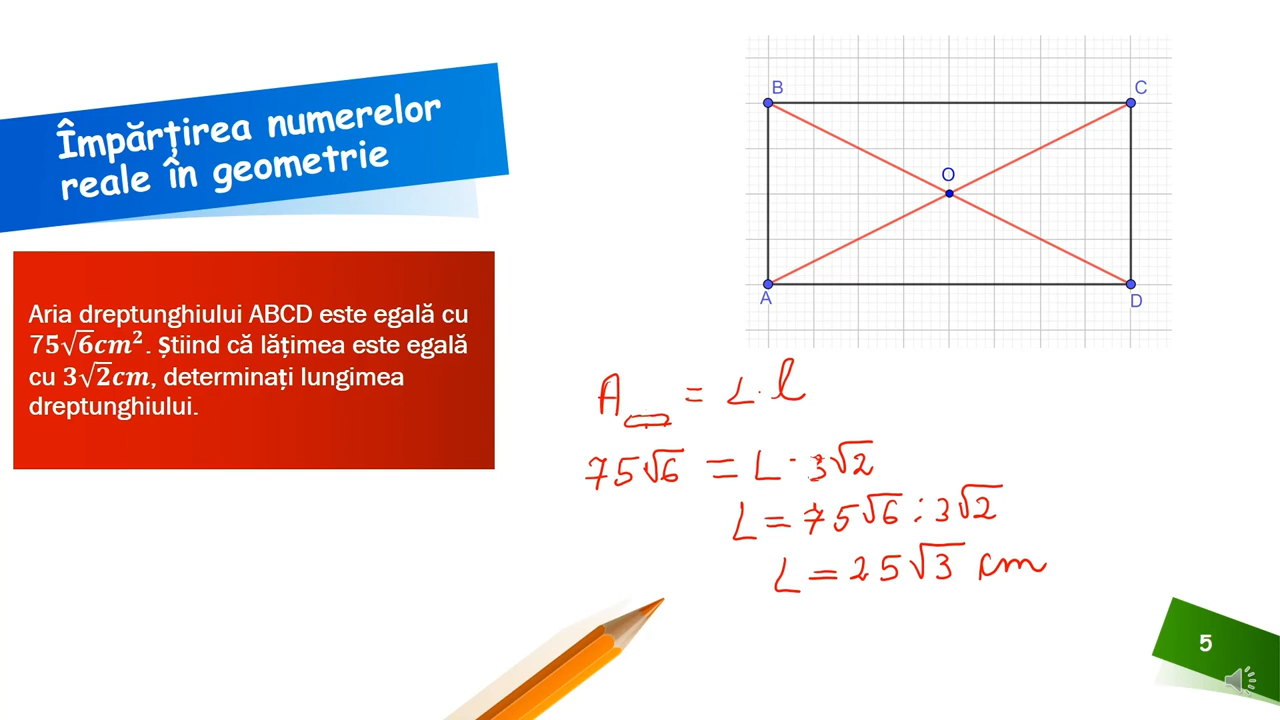 Împărțirea numerelor
reale în geometrie
Aria dreptunghiului ABCD este egală cu
75√6cm². Știind că lățimea este egală
cu 3√2cm, determinați lungimea
dreptunghiului.
B
C
O
A
D
A▭ = L·l
75√6 = L · 3√2
L = 75√6 : 3√2
L = 25√3 cm
5